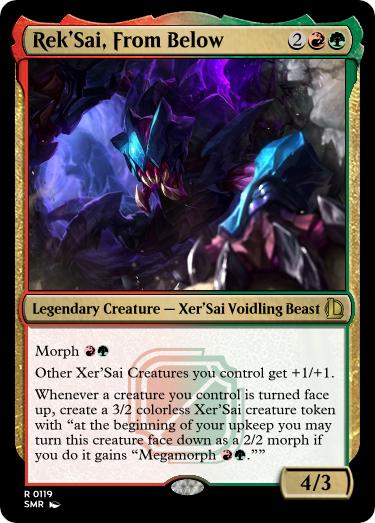 Rek'Sai, From Below 2
Legendary Creature — Xer'Sai Voidling Beast
Morph
Other Xer'Sai Creatures you control get +1/+1.
Whenever a creature you control is turned face
up, create a 3/2 colorless Xer'Sai creature token
with “at the beginning of your upkeep you may
turn this creature face down as a 2/2 morph if
you do it gains “Megamorph .””
4/3
R 0119
SMR